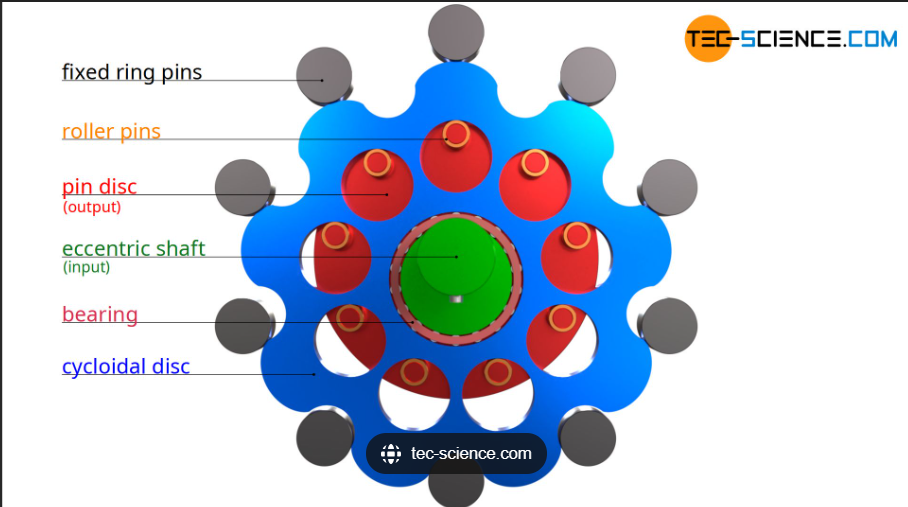 TEC-SCIENCE.COM
fixed ring pins
roller pins
pin disc
(output)
eccentric shaft
(input)
bearing
cycloidal disc
tec-science.com